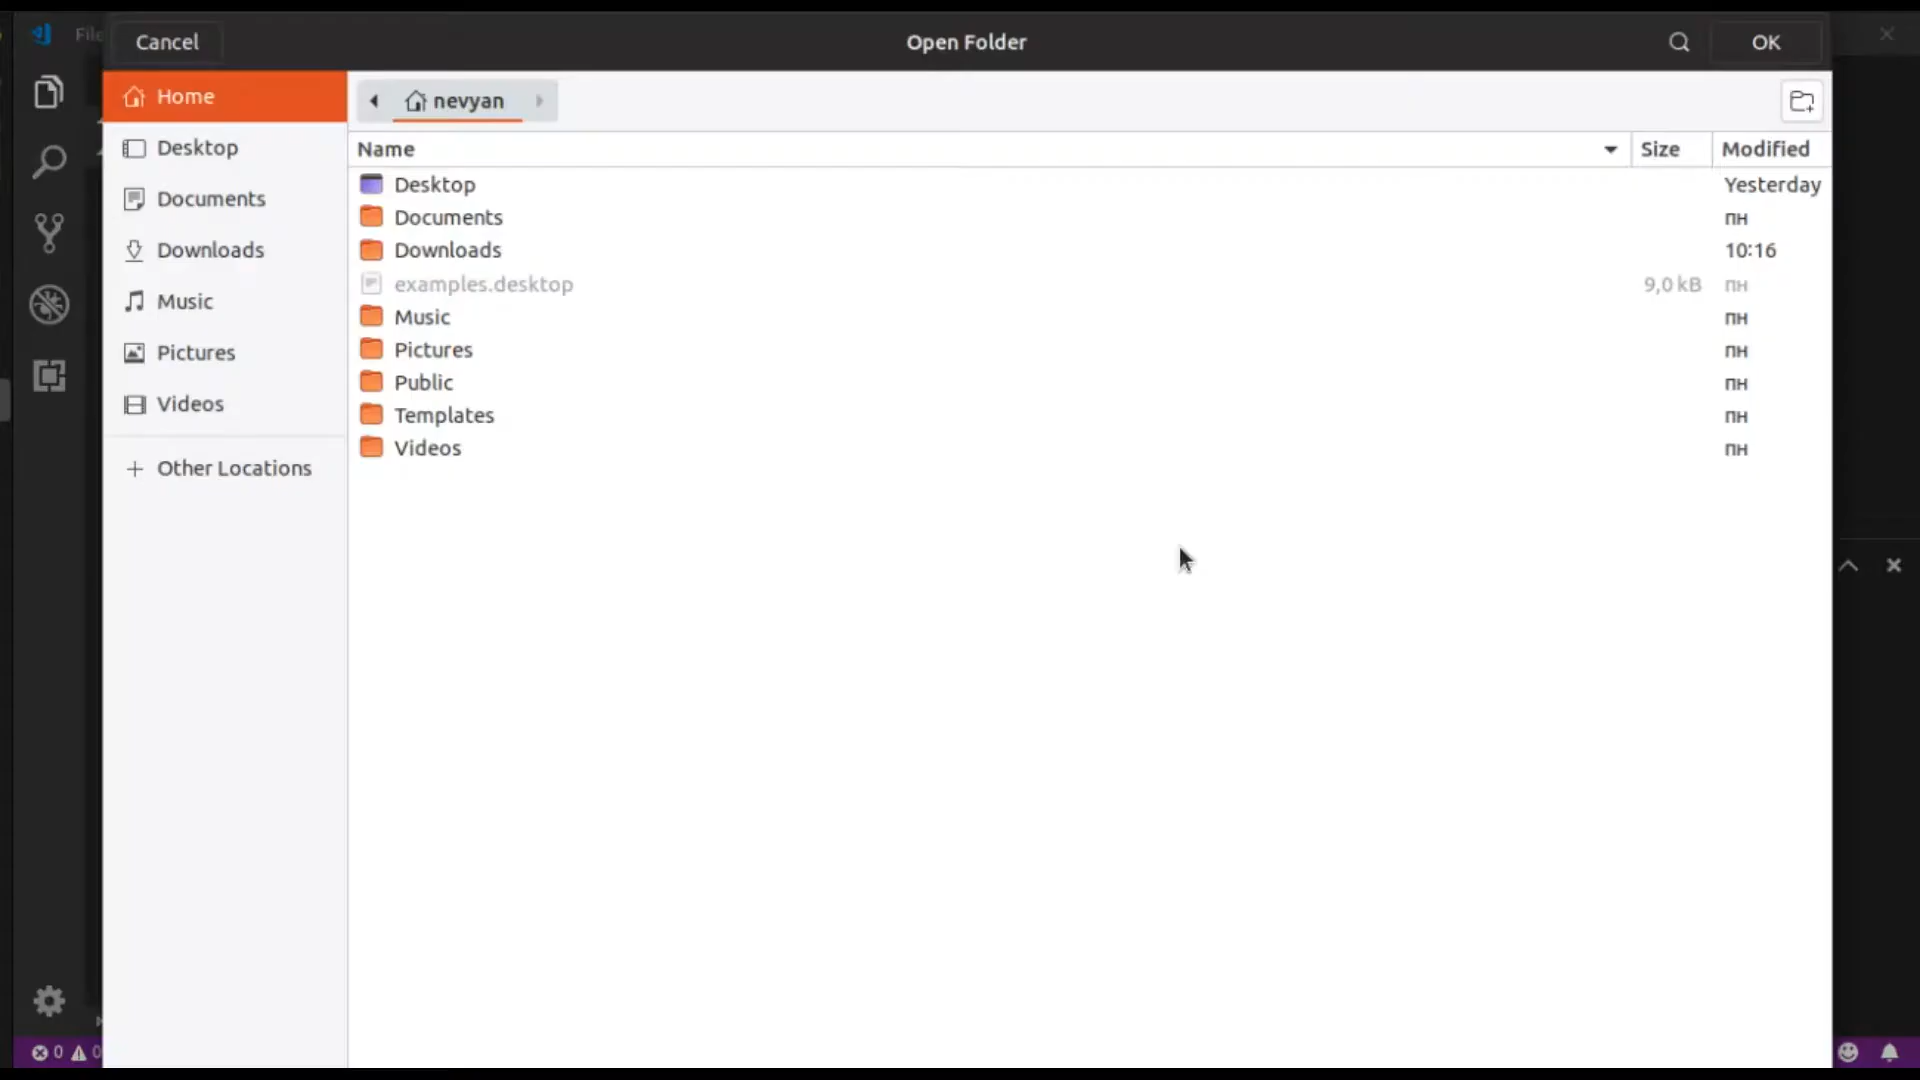 File
Cancel
Open Folder
OK
Home
Desktop
Documents
Downloads
Music
Pictures
Videos
Other Locations
nevyan
Name Size Modified
Desktop Yesterday
Documents пн
Downloads 10:16
examples.desktop 9,0 kB пн
Music пн
Pictures пн
Public пн
Templates пн
Videos пн
0 0